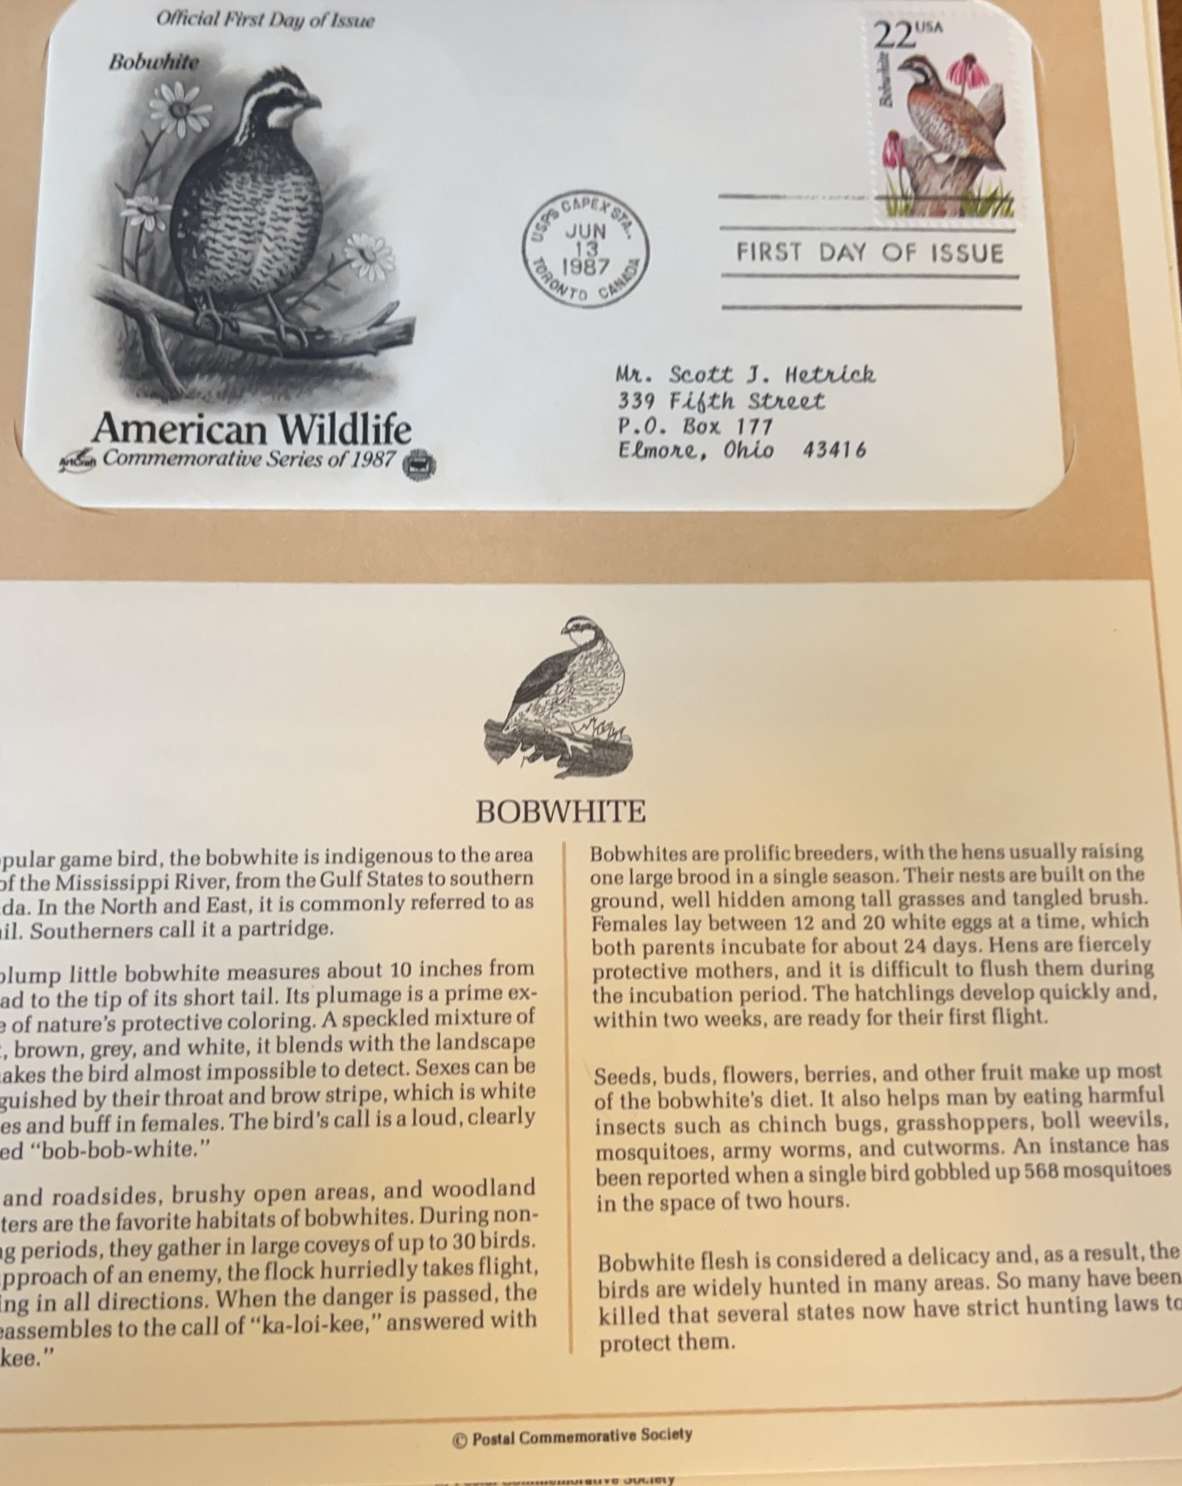 Official First Day of Issue
Bobwhite
22 USA
Bobwhite
USPS CAPEX STA.
JUN
13
1987
TORONTO CANADA
FIRST DAY OF ISSUE
Mr. Scott J. Hetrick
339 Fifth Street
P.O. Box 177
Elmore, Ohio 43416
American Wildlife
ArtCraft Commemorative Series of 1987
BOBWHITE
opular game bird, the bobwhite is indigenous to the area
of the Mississippi River, from the Gulf States to southern
da. In the North and East, it is commonly referred to as
il. Southerners call it a partridge.
plump little bobwhite measures about 10 inches from
ad to the tip of its short tail. Its plumage is a prime ex-
e of nature's protective coloring. A speckled mixture of
, brown, grey, and white, it blends with the landscape
akes the bird almost impossible to detect. Sexes can be
guished by their throat and brow stripe, which is white
es and buff in females. The bird's call is a loud, clearly
ed “bob-bob-white.”
and roadsides, brushy open areas, and woodland
ters are the favorite habitats of bobwhites. During non-
g periods, they gather in large coveys of up to 30 birds.
pproach of an enemy, the flock hurriedly takes flight,
ing in all directions. When the danger is passed, the
eassembles to the call of “ka-loi-kee,” answered with
kee.”
Bobwhites are prolific breeders, with the hens usually raising
one large brood in a single season. Their nests are built on the
ground, well hidden among tall grasses and tangled brush.
Females lay between 12 and 20 white eggs at a time, which
both parents incubate for about 24 days. Hens are fiercely
protective mothers, and it is difficult to flush them during
the incubation period. The hatchlings develop quickly and,
within two weeks, are ready for their first flight.
Seeds, buds, flowers, berries, and other fruit make up most
of the bobwhite's diet. It also helps man by eating harmful
insects such as chinch bugs, grasshoppers, boll weevils,
mosquitoes, army worms, and cutworms. An instance has
been reported when a single bird gobbled up 568 mosquitoes
in the space of two hours.
Bobwhite flesh is considered a delicacy and, as a result, the
birds are widely hunted in many areas. So many have been
killed that several states now have strict hunting laws to
protect them.
© Postal Commemorative Society
Commemorative Society